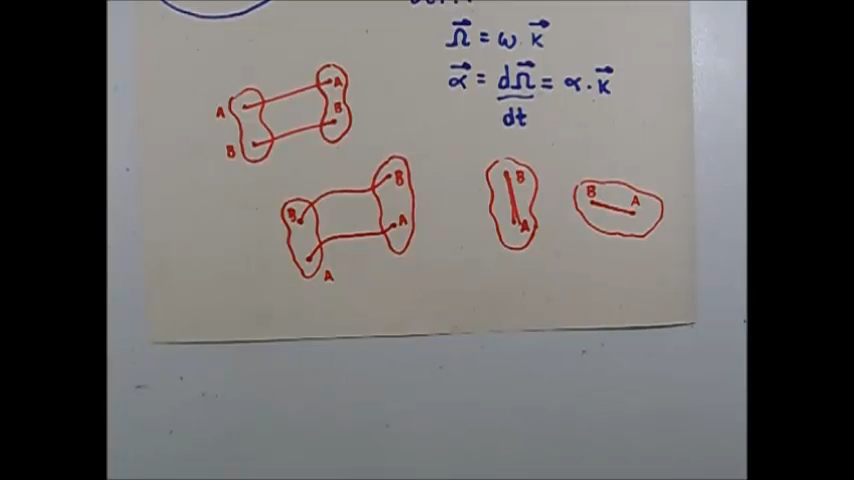 Ω⃗ = ω · k⃗
α⃗ = dΩ⃗/dt = α · k⃗
A A
B B
B B
A A
B
A
B A